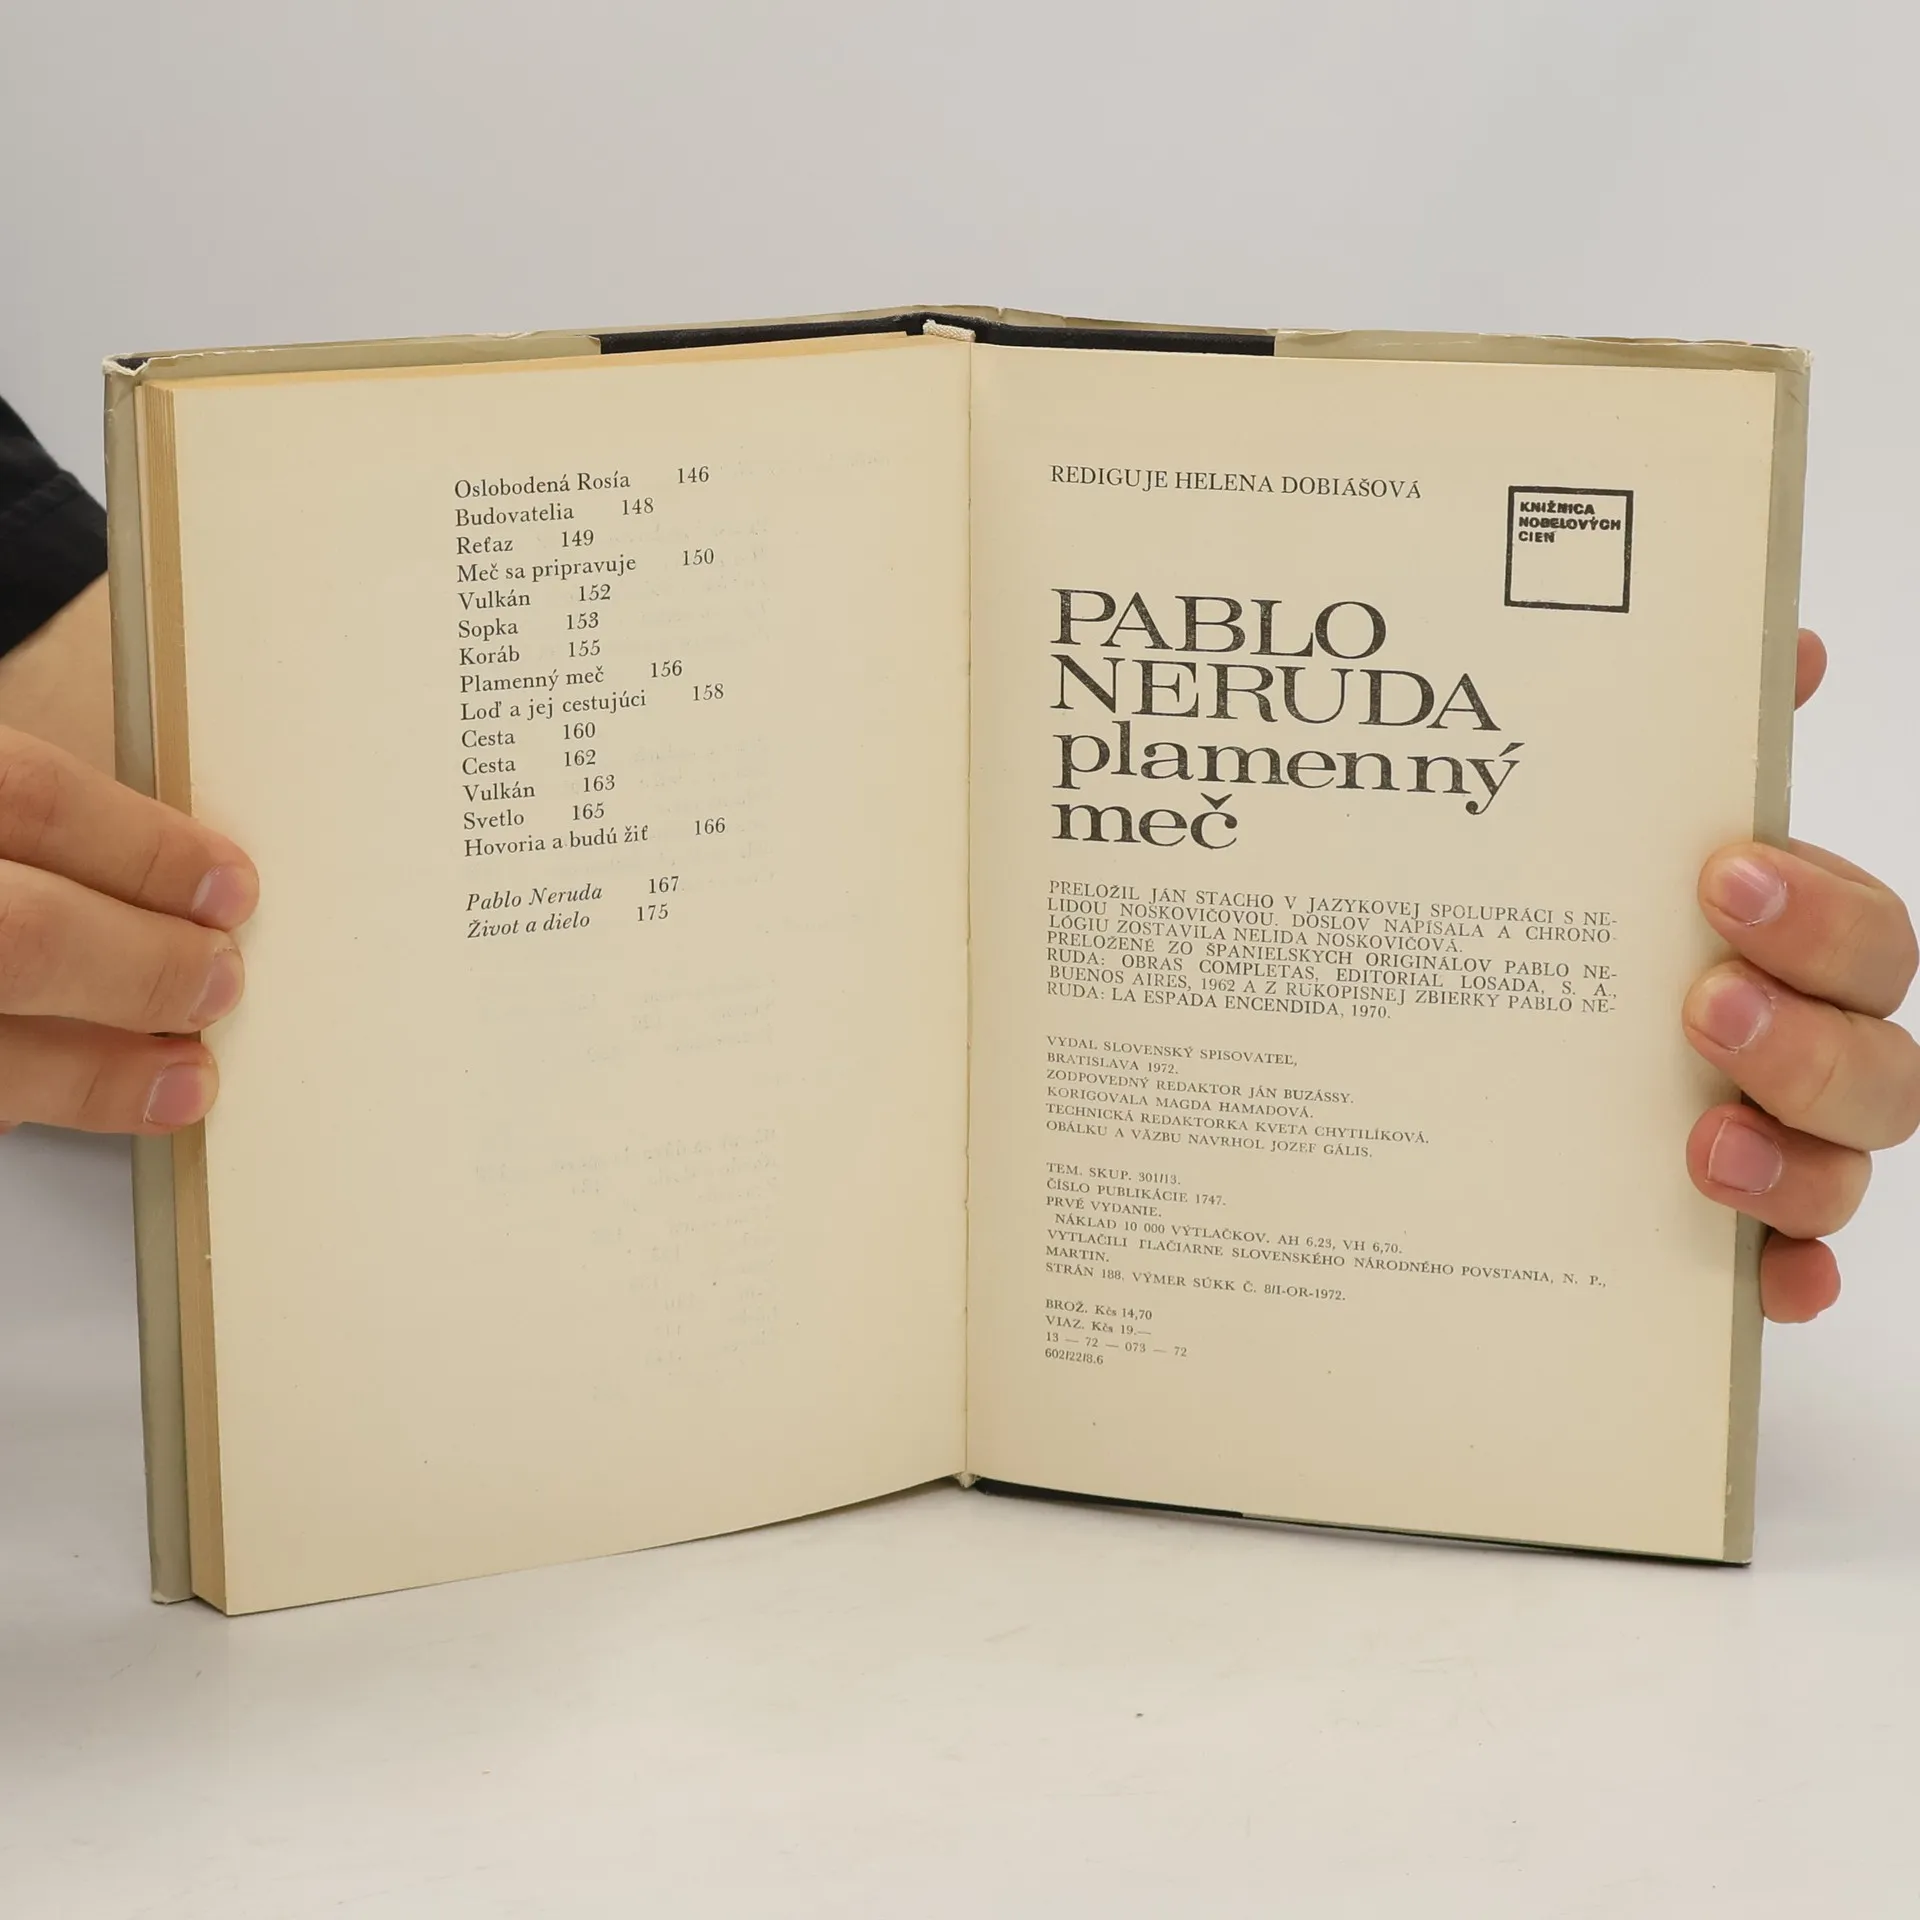 Oslobodená Rosía 146
Budovatelia 148
Reťaz 149
Meč sa pripravuje 150
Vulkán 152
Sopka 153
Koráb 155
Plamenný meč 156
Loď a jej cestujúci 158
Cesta 160
Cesta 162
Vulkán 163
Svetlo 165
Hovoria a budú žiť 166
Pablo Neruda 167
Život a dielo 175
REDIGUJE HELENA DOBIÁŠOVÁ
KNIŽNICA
NOBELOVÝCH
CIEN
PABLO
NERUDA
plamenný
meč
PRELOŽIL JÁN STACHO V JAZYKOVEJ SPOLUPRÁCI S NE-
LIDOU NOSKOVIČOVOU. DOSLOV NAPÍSALA A CHRONO-
LÓGIU ZOSTAVILA NELIDA NOSKOVIČOVÁ.
PRELOŽENÉ ZO ŠPANIELSKYCH ORIGINÁLOV PABLO NE-
RUDA: OBRAS COMPLETAS, EDITORIAL LOSADA, S. A.,
BUENOS AIRES, 1962 A Z RUKOPISNEJ ZBIERKY PABLO NE-
RUDA: LA ESPADA ENCENDIDA, 1970.
VYDAL SLOVENSKÝ SPISOVATEĽ,
BRATISLAVA 1972.
ZODPOVEDNÝ REDAKTOR JÁN BUZÁSSY.
KORIGOVALA MAGDA HAMADOVÁ.
TECHNICKÁ REDAKTORKA KVETA CHYTILÍKOVÁ.
OBÁLKU A VÄZBU NAVRHOL JOZEF GÁLIS.
TEM. SKUP. 301/13.
ČÍSLO PUBLIKÁCIE 1747.
PRVÉ VYDANIE.
NÁKLAD 10 000 VÝTLAČKOV. AH 6,23, VH 6,70.
VYTLAČILI TLAČIARNE SLOVENSKÉHO NÁRODNÉHO POVSTANIA, N. P.,
MARTIN.
STRÁN 188, VÝMER SÚKK Č. 8/I-OR-1972.
BROŽ. Kčs 14,70
VIAZ. Kčs 19.—
13 — 72 — 073 — 72
602/22/8.6